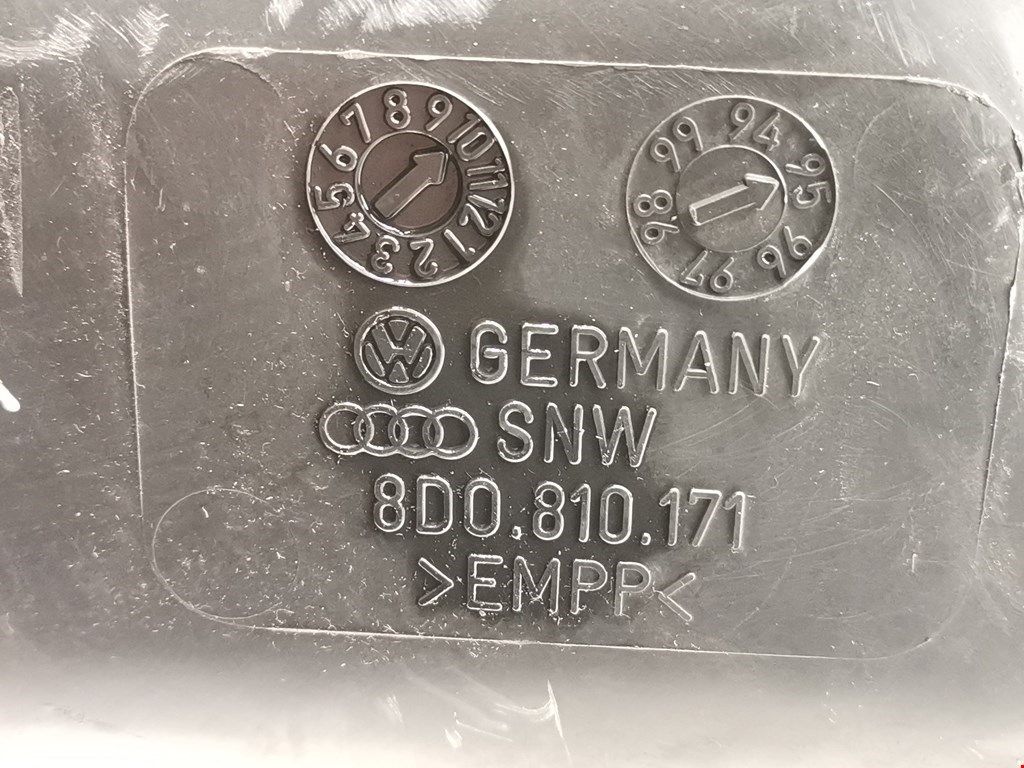 1 2 3 4 5 6 7 8 9 10 11 12
94 95 96 97 98 99
VW GERMANY
SNW
8D0.810.171
>EMPP<